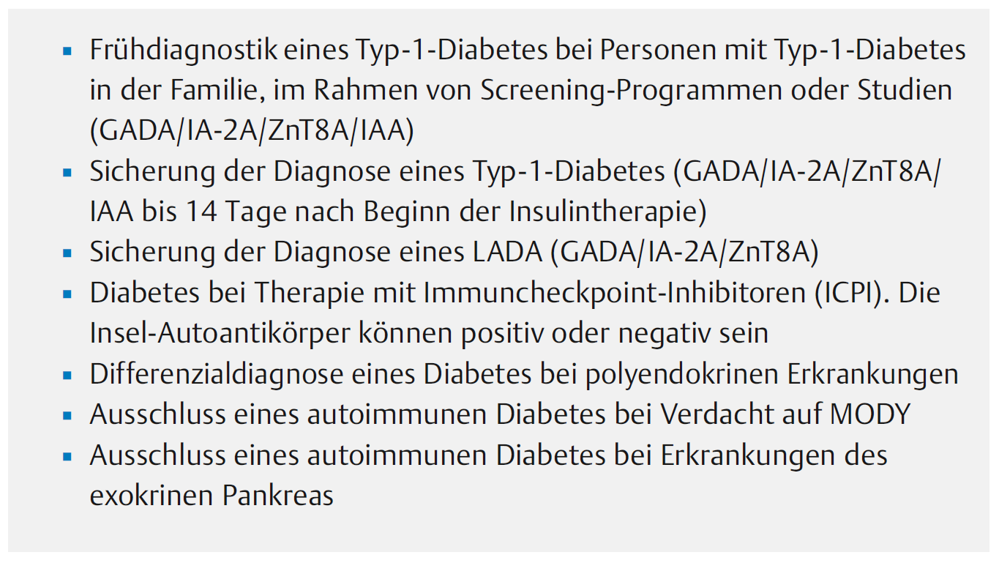 ▪ Frühdiagnostik eines Typ-1-Diabetes bei Personen mit Typ-1-Diabetes
in der Familie, im Rahmen von Screening-Programmen oder Studien
(GADA/IA-2A/ZnT8A/IAA)
▪ Sicherung der Diagnose eines Typ-1-Diabetes (GADA/IA-2A/ZnT8A/
IAA bis 14 Tage nach Beginn der Insulintherapie)
▪ Sicherung der Diagnose eines LADA (GADA/IA-2A/ZnT8A)
▪ Diabetes bei Therapie mit Immuncheckpoint-Inhibitoren (ICPI). Die
Insel-Autoantikörper können positiv oder negativ sein
▪ Differenzialdiagnose eines Diabetes bei polyendokrinen Erkrankungen
▪ Ausschluss eines autoimmunen Diabetes bei Verdacht auf MODY
▪ Ausschluss eines autoimmunen Diabetes bei Erkrankungen des
exokrinen Pankreas